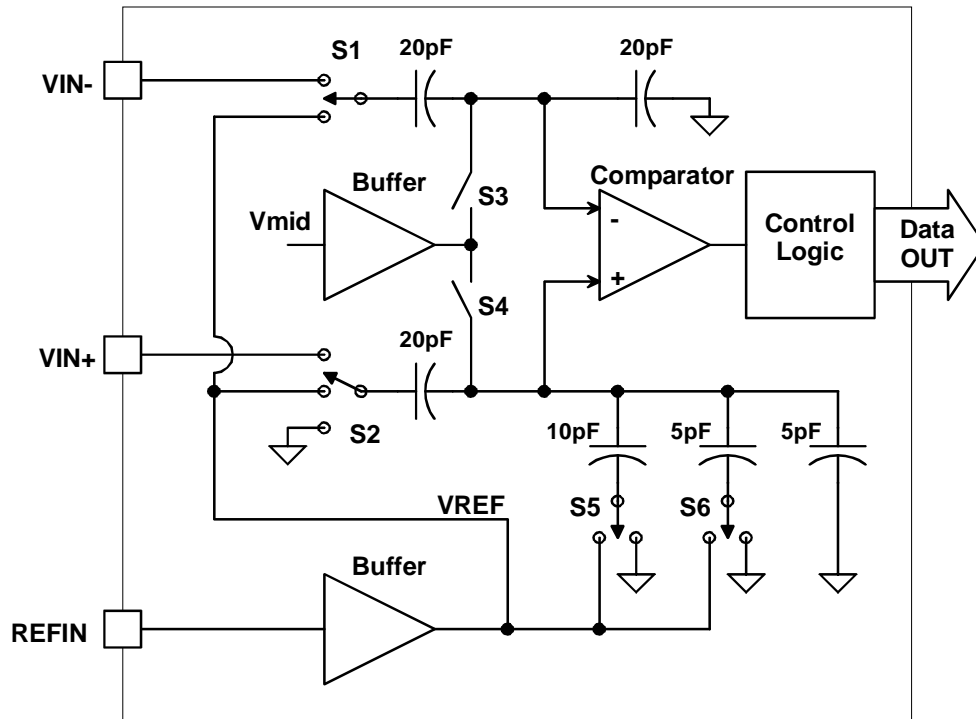 S1
20pF
20pF
VIN-
Buffer
S3
Comparator
Vmid
-
Control
Logic
Data
OUT
+
S4
VIN+
20pF
S2
10pF
5pF
5pF
VREF
S5
S6
Buffer
REFIN